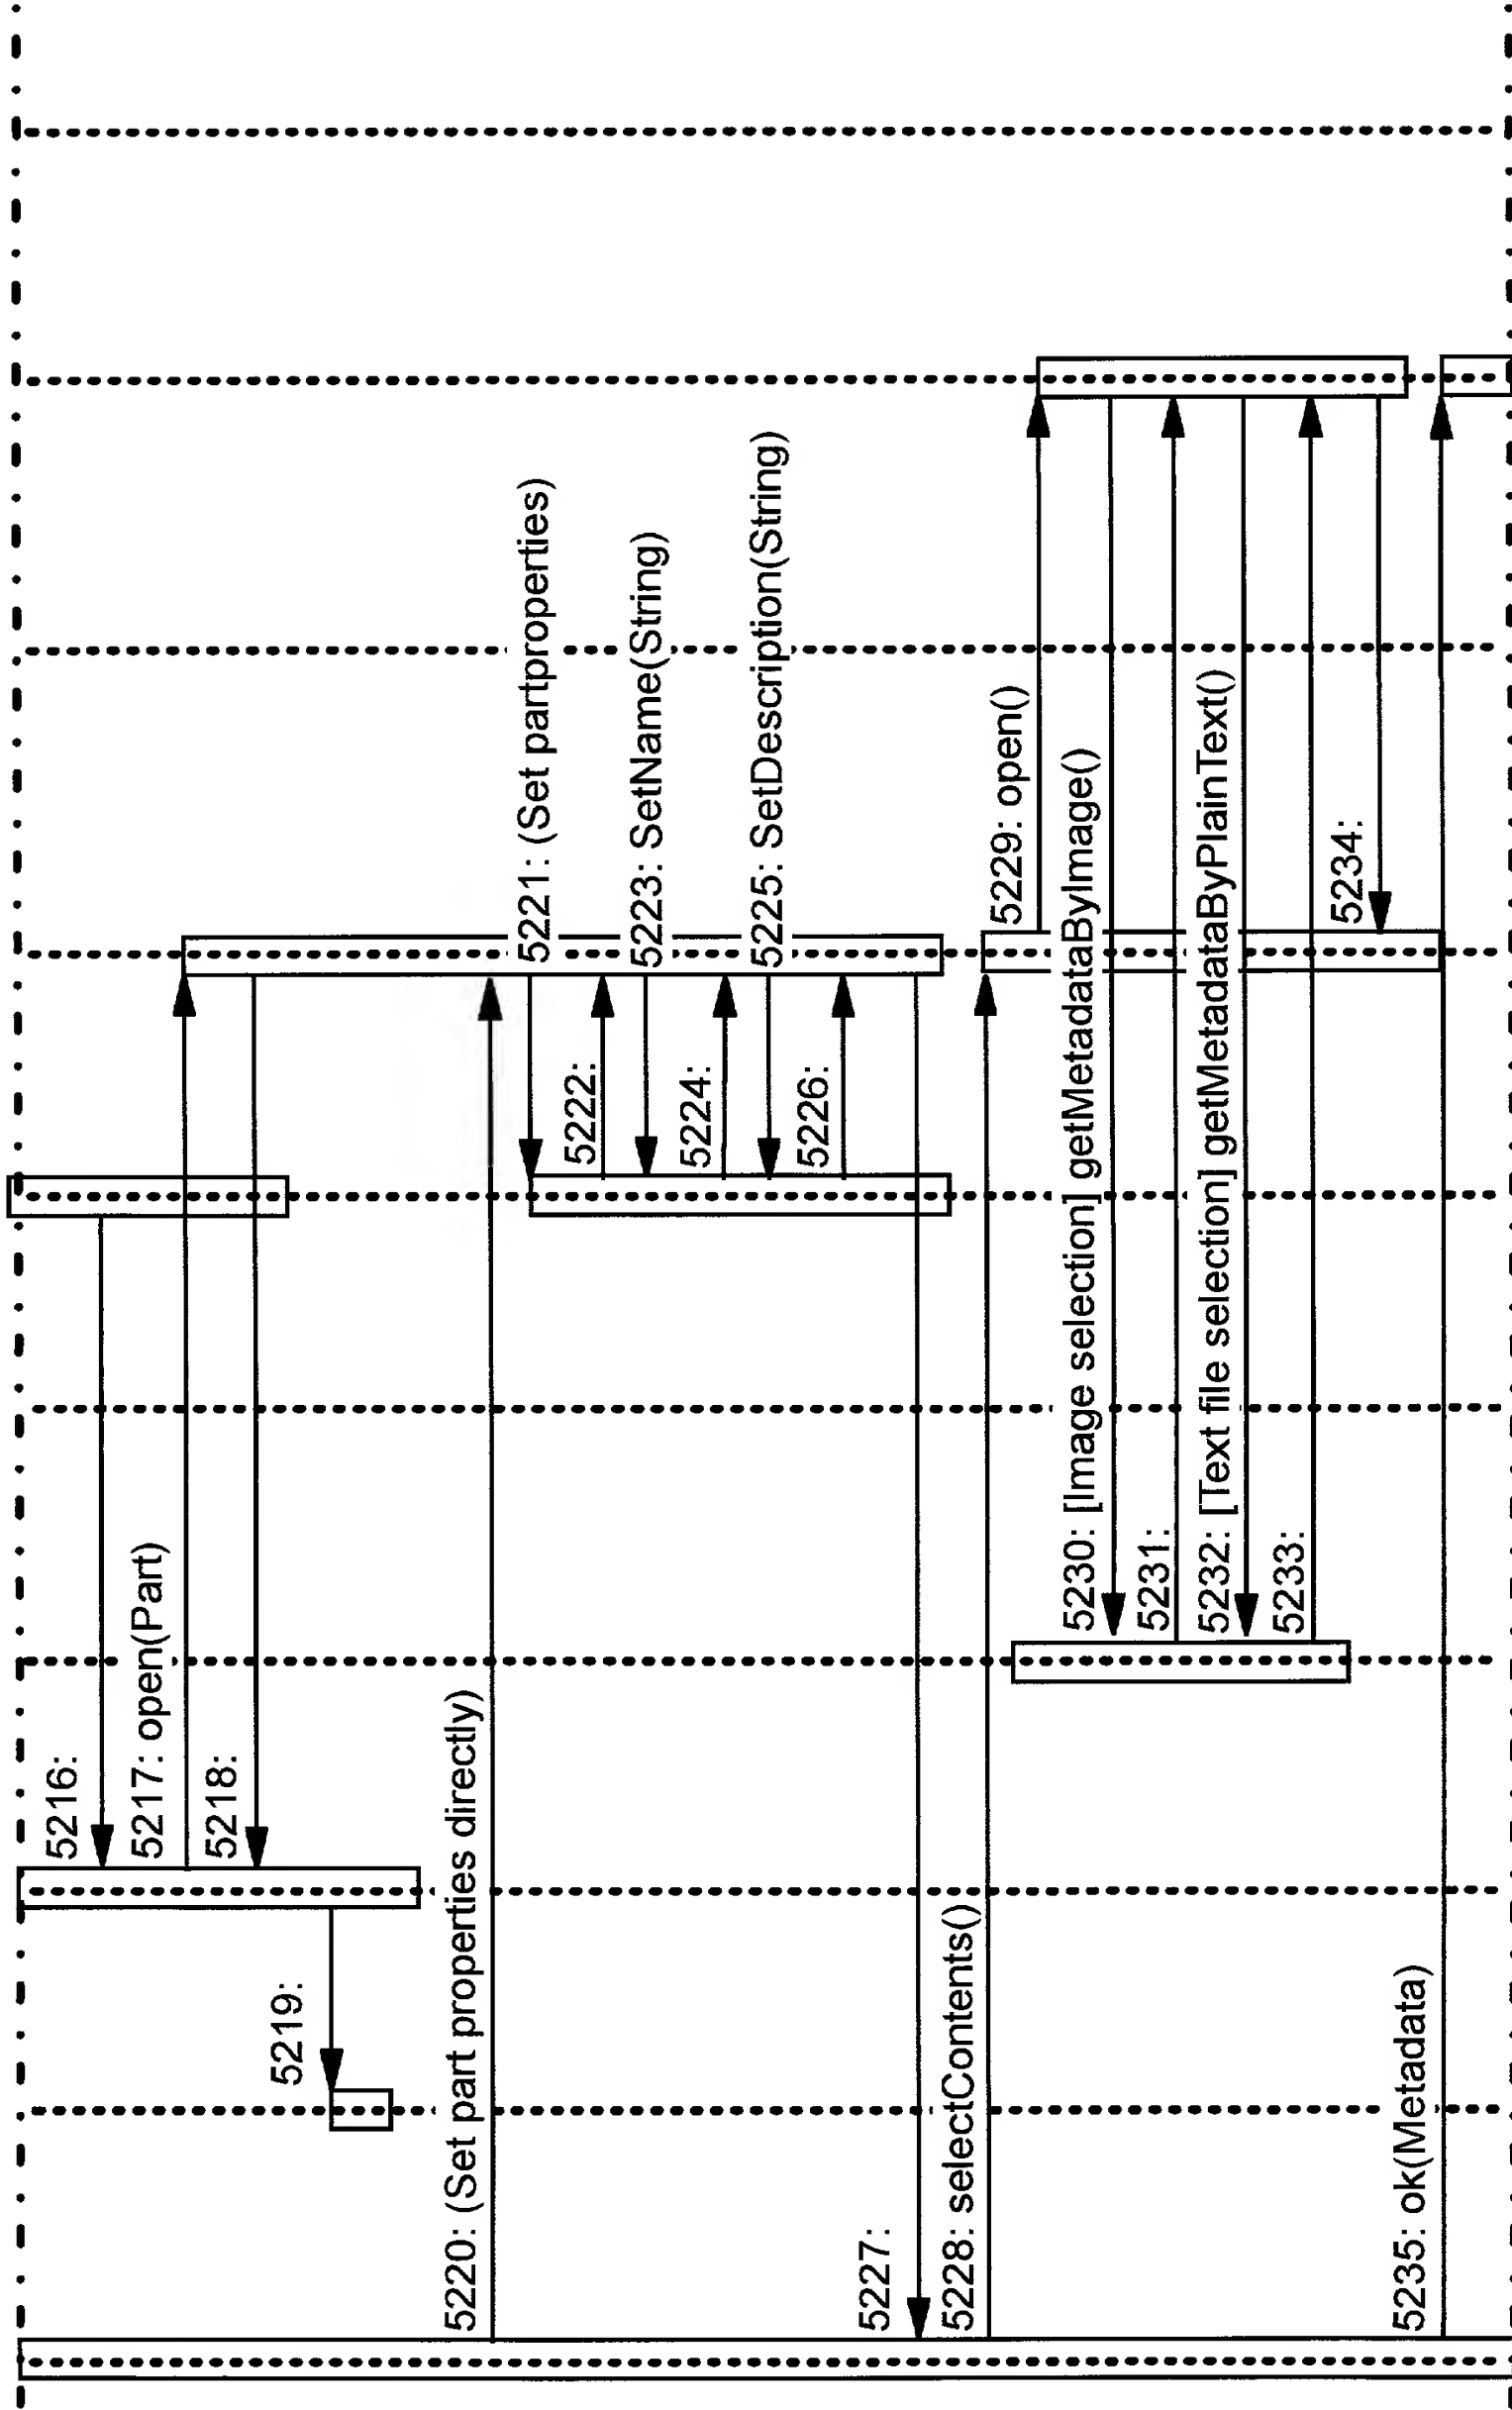 5216:
5217: open(Part)
5218:
5219:
5220: (Set part properties directly)
5221: (Set partproperties)
5222:
5223: SetName(String)
5224:
5225: SetDescription(String)
5226:
5227:
5228: selectContents()
5229: open()
5230: [Image selection] getMetadataByImage()
5231:
5232: [Text file selection] getMetadataByPlainText()
5233:
5234:
5235: ok(Metadata)